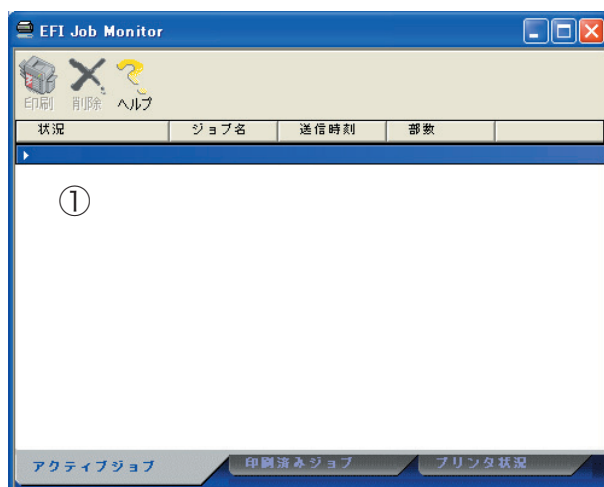 EFI Job Monitor
印刷 削除 ヘルプ
状況 ジョブ名 送信時刻 部数
①
アクティブジョブ 印刷済みジョブ プリンタ状況